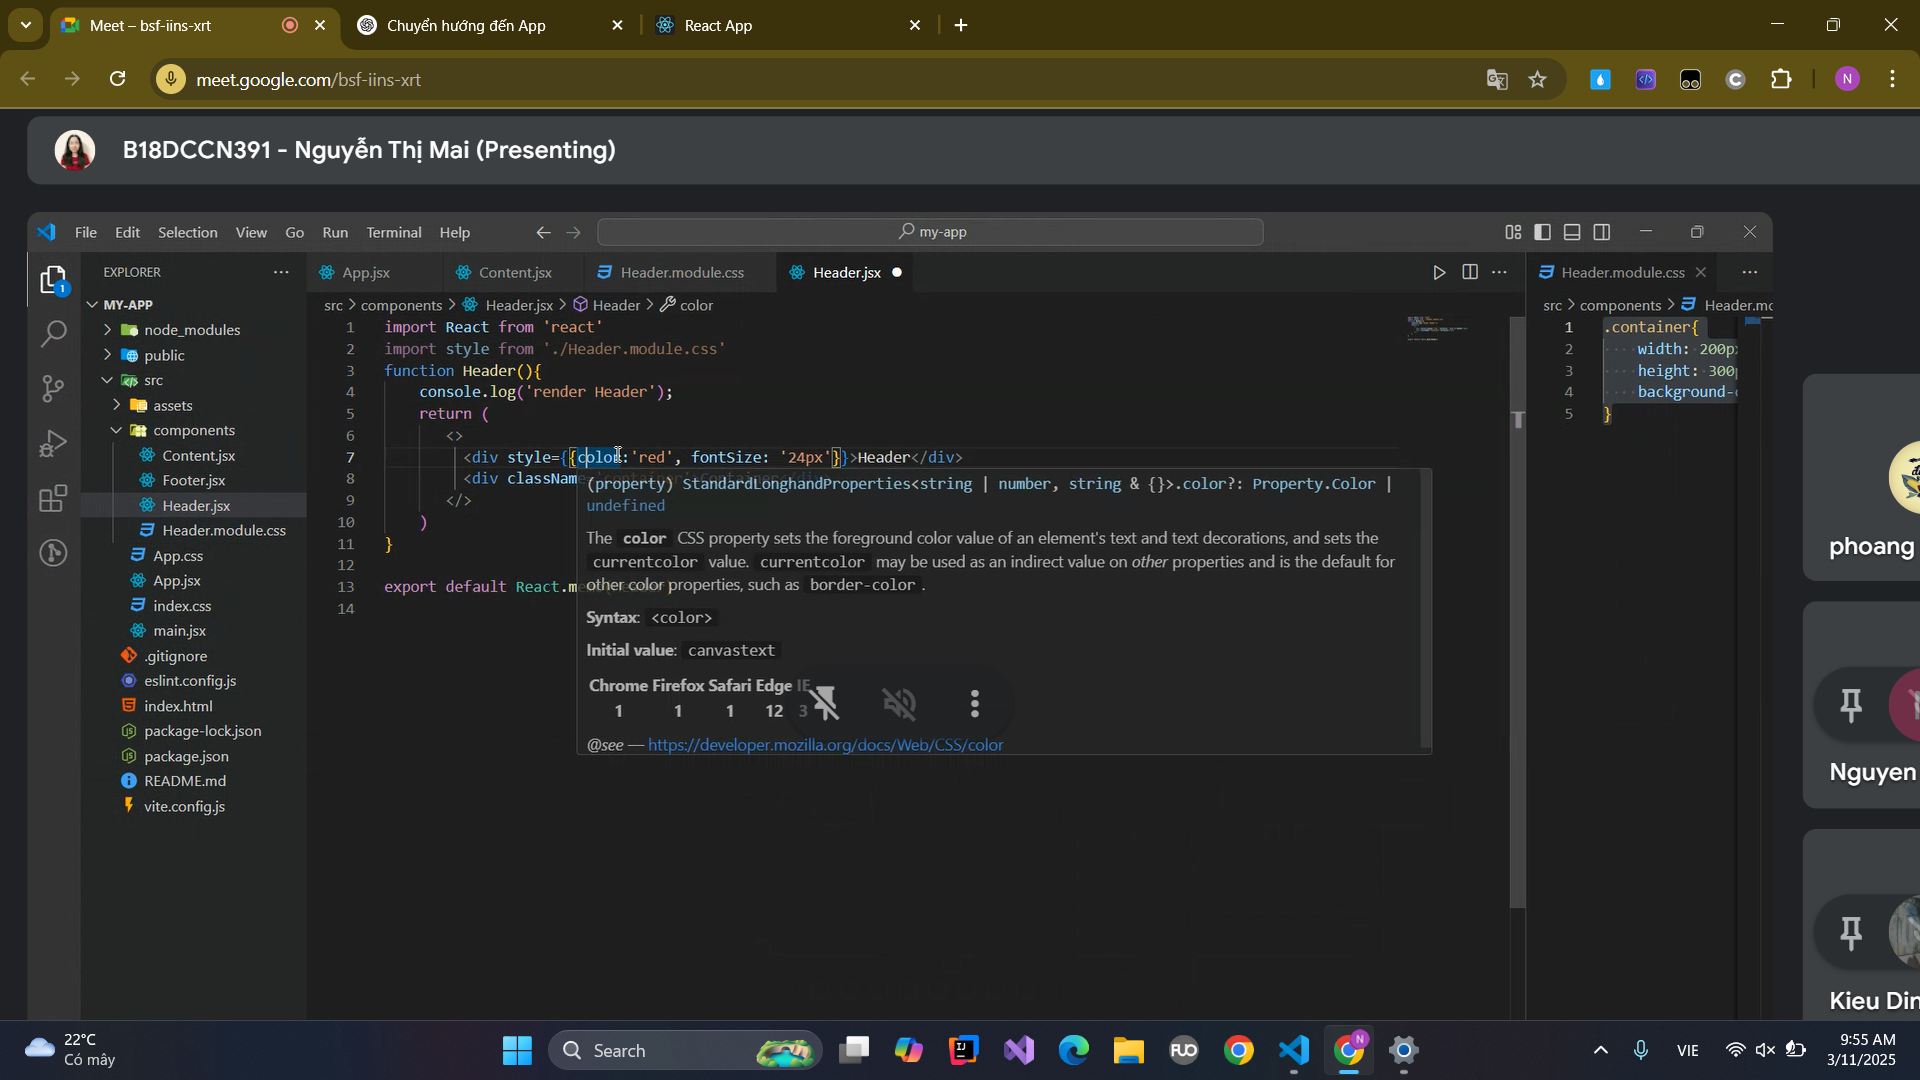 Meet – bsf-iins-xrt
Chuyển hướng đến App
React App
meet.google.com/bsf-iins-xrt
N
B18DCCN391 - Nguyễn Thị Mai (Presenting)
File Edit Selection View Go Run Terminal Help
my-app
EXPLORER
App.jsx
Content.jsx
Header.module.css
Header.jsx
Header.module.css
MY-APP
src > components > Header.jsx > Header > color
src > components > Header.mc
node_modules
public
src
assets
components
Content.jsx
Footer.jsx
Header.jsx
Header.module.css
App.css
App.jsx
index.css
main.jsx
.gitignore
eslint.config.js
index.html
package-lock.json
package.json
README.md
vite.config.js
1 import React from 'react'
2 import style from './Header.module.css'
3 function Header(){
4 console.log('render Header');
5 return (
6 <>
7 <div style={{color:'red', fontSize: '24px'}}>Header</div>
8 <div className
9 </>
10 )
11 }
12
13 export default React.me
14
(property) StandardLonghandProperties<string | number, string & {}>.color?: Property.Color |
undefined
The color CSS property sets the foreground color value of an element's text and text decorations, and sets the
currentcolor value. currentcolor may be used as an indirect value on other properties and is the default for
other color properties, such as border-color.
Syntax: <color>
Initial value: canvastext
Chrome Firefox Safari Edge IE
1 1 1 12 3
@see — https://developer.mozilla.org/docs/Web/CSS/color
1 .container{
2 width: 200px
3 height: 300p
4 background-c
5 }
phoang
Nguyen
Kieu Din
22°C
Có mây
Search
VIE
9:55 AM
3/11/2025